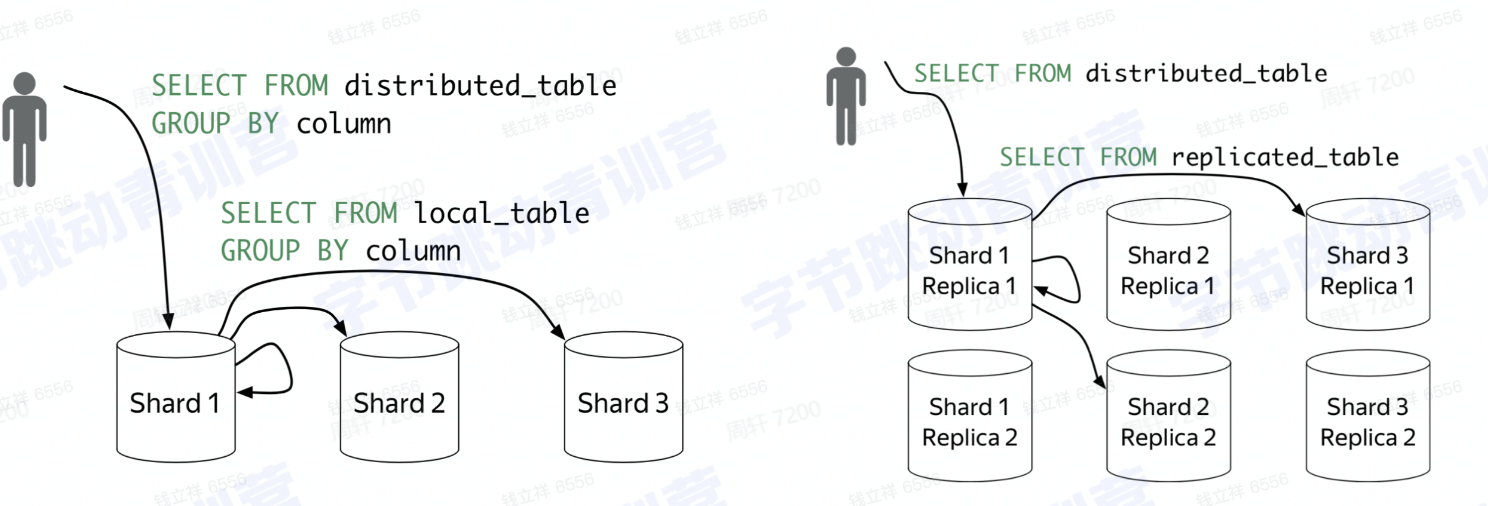 SELECT FROM distributed_table
GROUP BY column
SELECT FROM local_table
GROUP BY column
Shard 1
Shard 2
Shard 3
SELECT FROM distributed_table
SELECT FROM replicated_table
Shard 1
Replica 1
Shard 2
Replica 1
Shard 3
Replica 1
Shard 1
Replica 2
Shard 2
Replica 2
Shard 3
Replica 2
字节跳动青训营
钱立祥 6556
周轩 7200